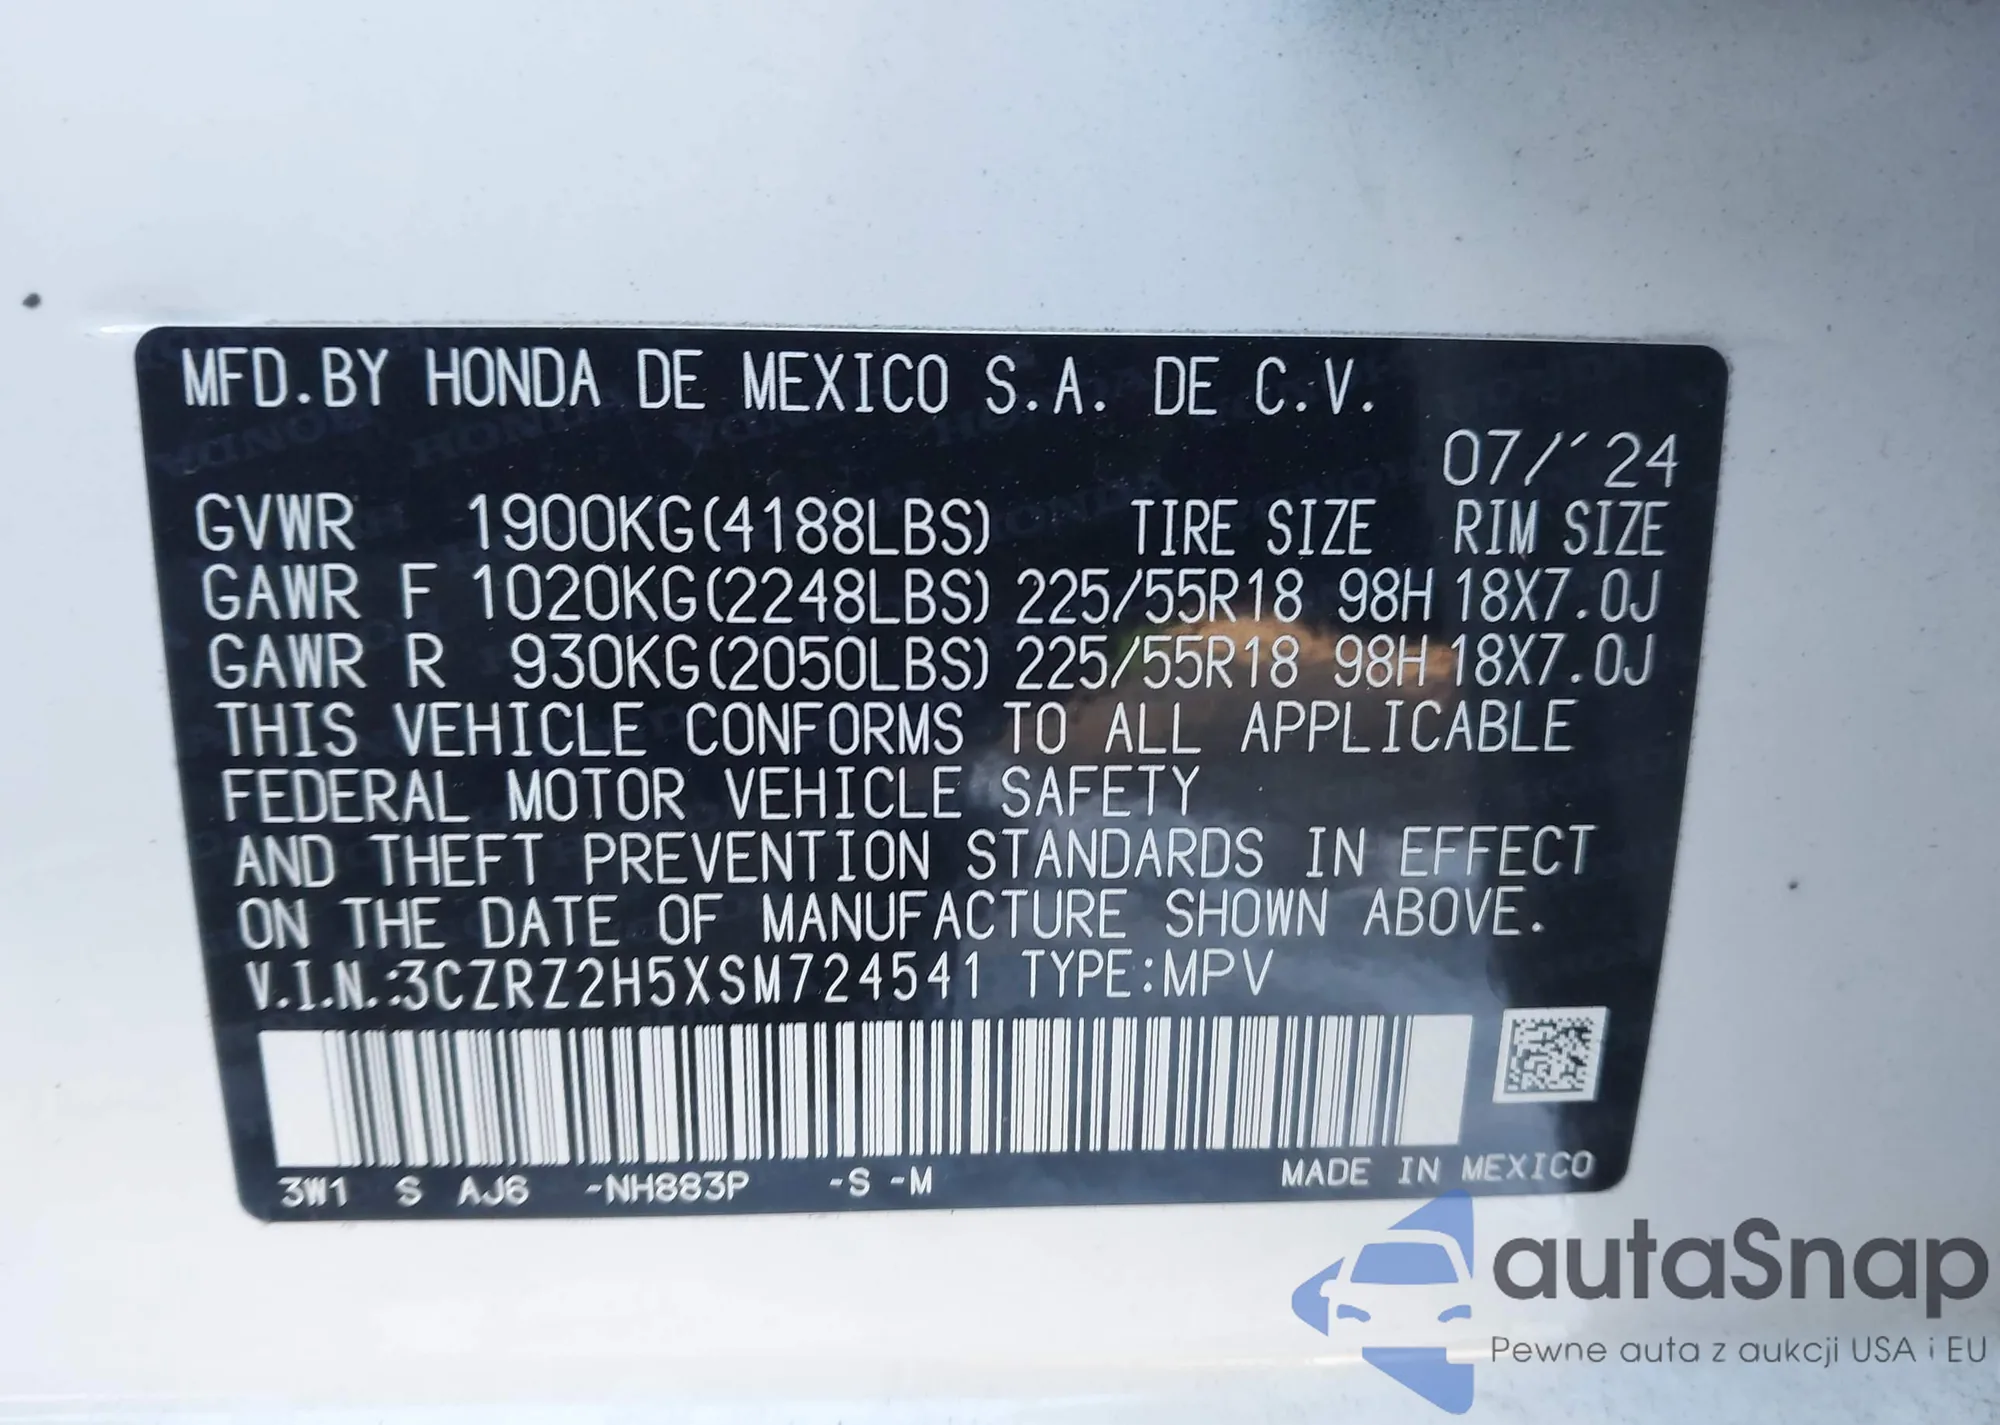 MFD.BY HONDA DE MEXICO S.A. DE C.V.
07/´24
GVWR 1900KG(4188LBS) TIRE SIZE RIM SIZE
GAWR F 1020KG(2248LBS) 225/55R18 98H 18X7.0J
GAWR R 930KG(2050LBS) 225/55R18 98H 18X7.0J
THIS VEHICLE CONFORMS TO ALL APPLICABLE
FEDERAL MOTOR VEHICLE SAFETY
AND THEFT PREVENTION STANDARDS IN EFFECT
ON THE DATE OF MANUFACTURE SHOWN ABOVE.
V.I.N.:3CZRZ2H5XSM724541 TYPE:MPV
3W1 S AJ6 -NH883P -S -M MADE IN MEXICO
autaSnap
Pewne auta z aukcji USA i EU